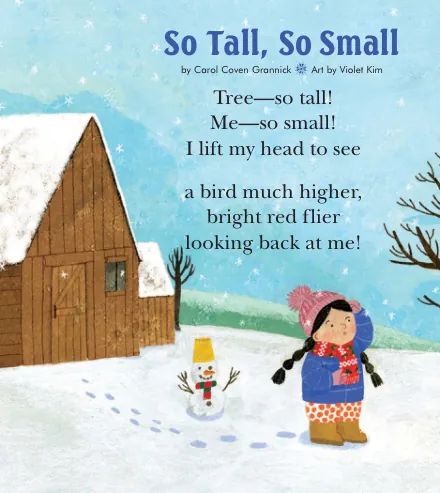 So Tall, So Small
by Carol Coven Grannick ❄ Art by Violet Kim
Tree—so tall!
Me—so small!
I lift my head to see
a bird much higher,
bright red flier
looking back at me!